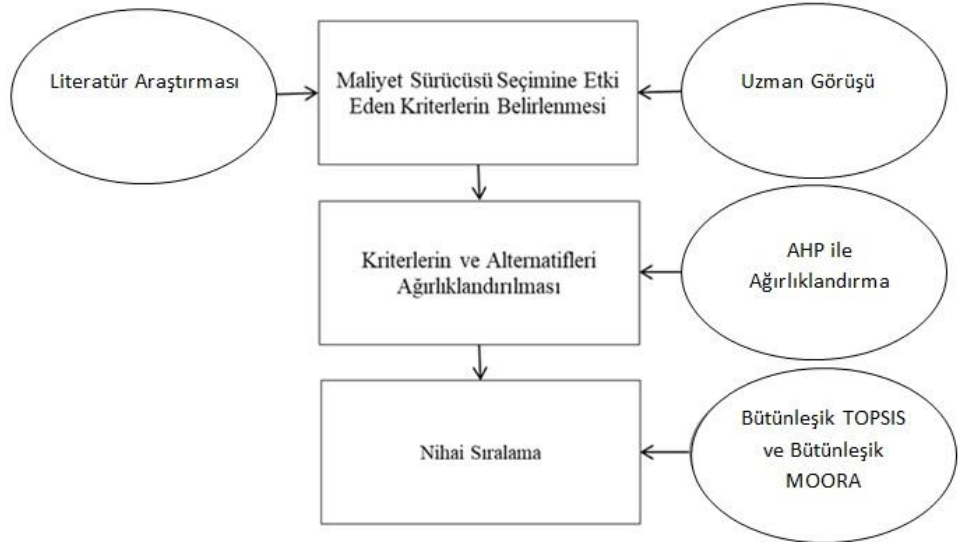 Literatür Araştırması
Maliyet Sürücüsü Seçimine Etki
Eden Kriterlerin Belirlenmesi
Uzman Görüşü
Kriterlerin ve Alternatifleri
Ağırlıklandırılması
AHP ile
Ağırlıklandırma
Nihai Sıralama
Bütünleşik TOPSIS
ve Bütünleşik
MOORA